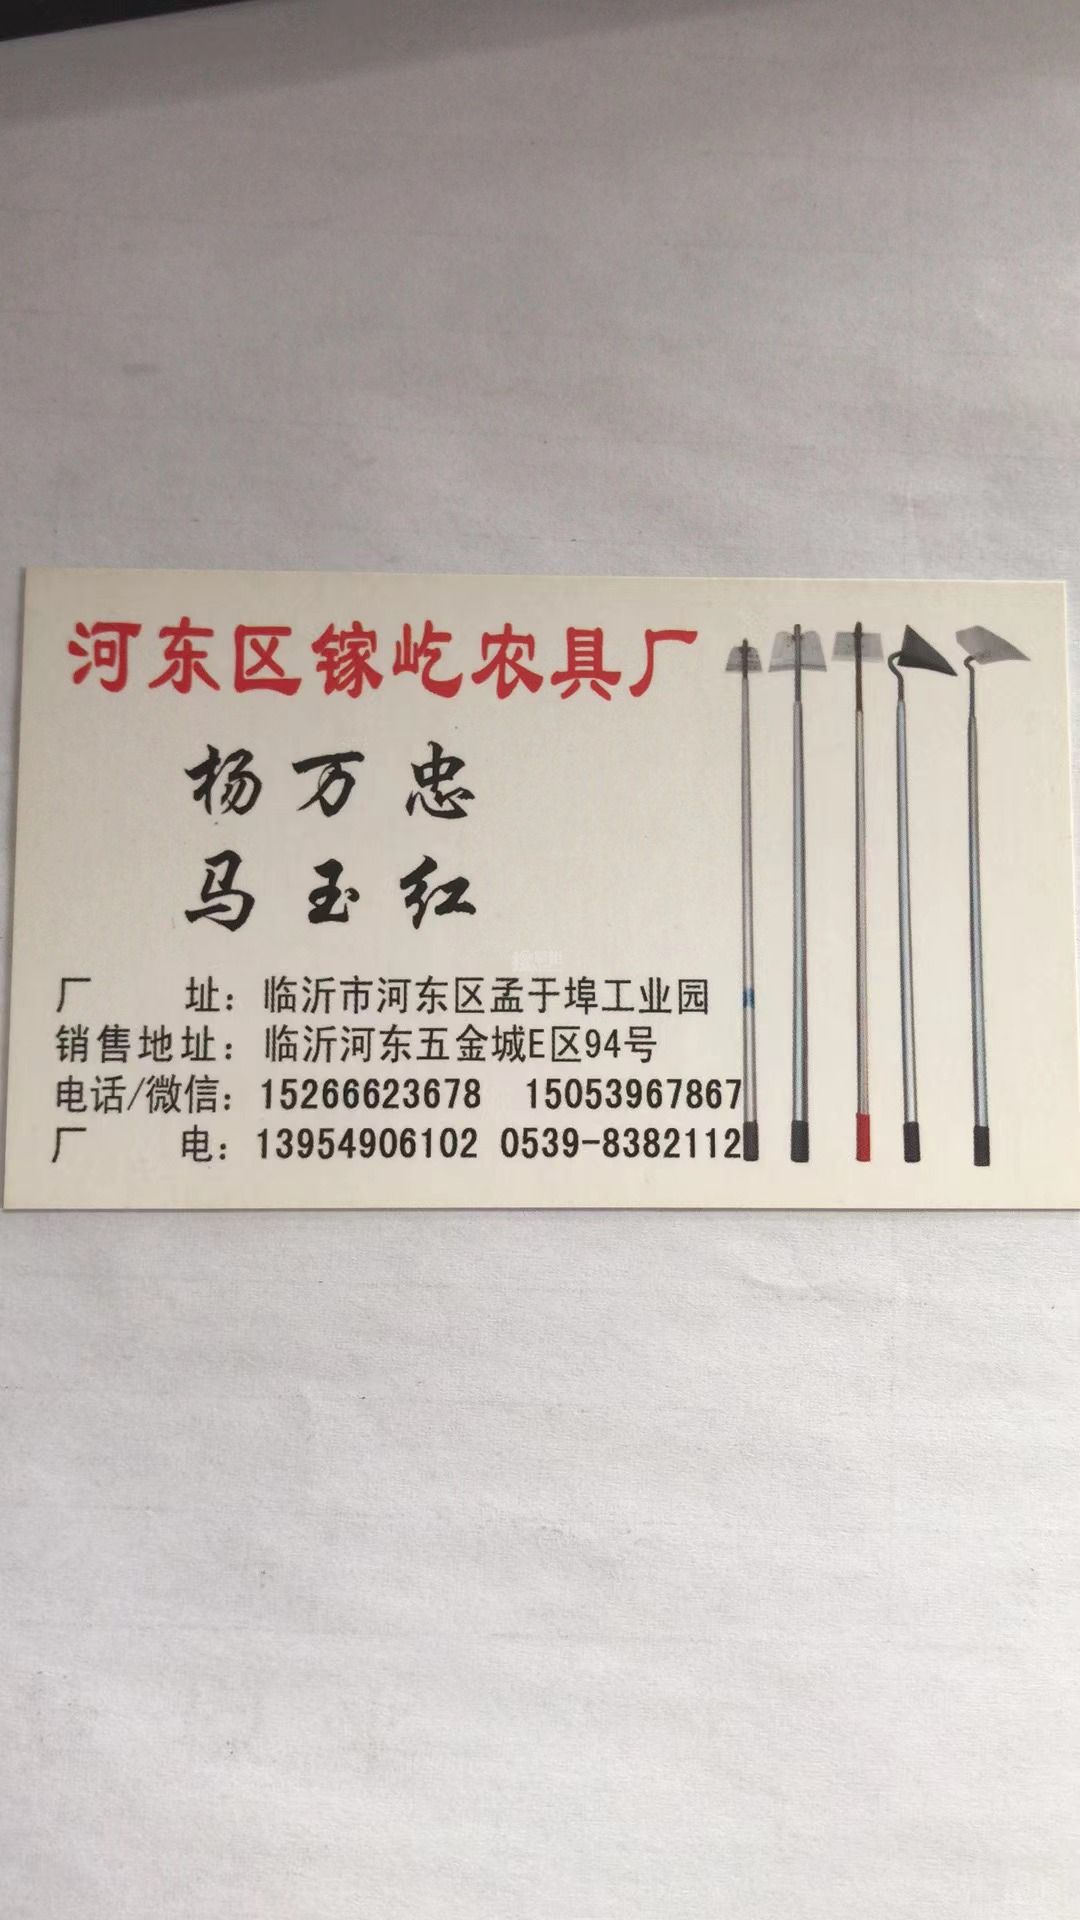 河东区镓屹农具厂
杨万忠
马玉红
厂 址：临沂市河东区孟于埠工业园
销售地址：临沂河东五金城E区94号
电话/微信：15266623678 15053967867
厂 电：13954906102 0539-8382112